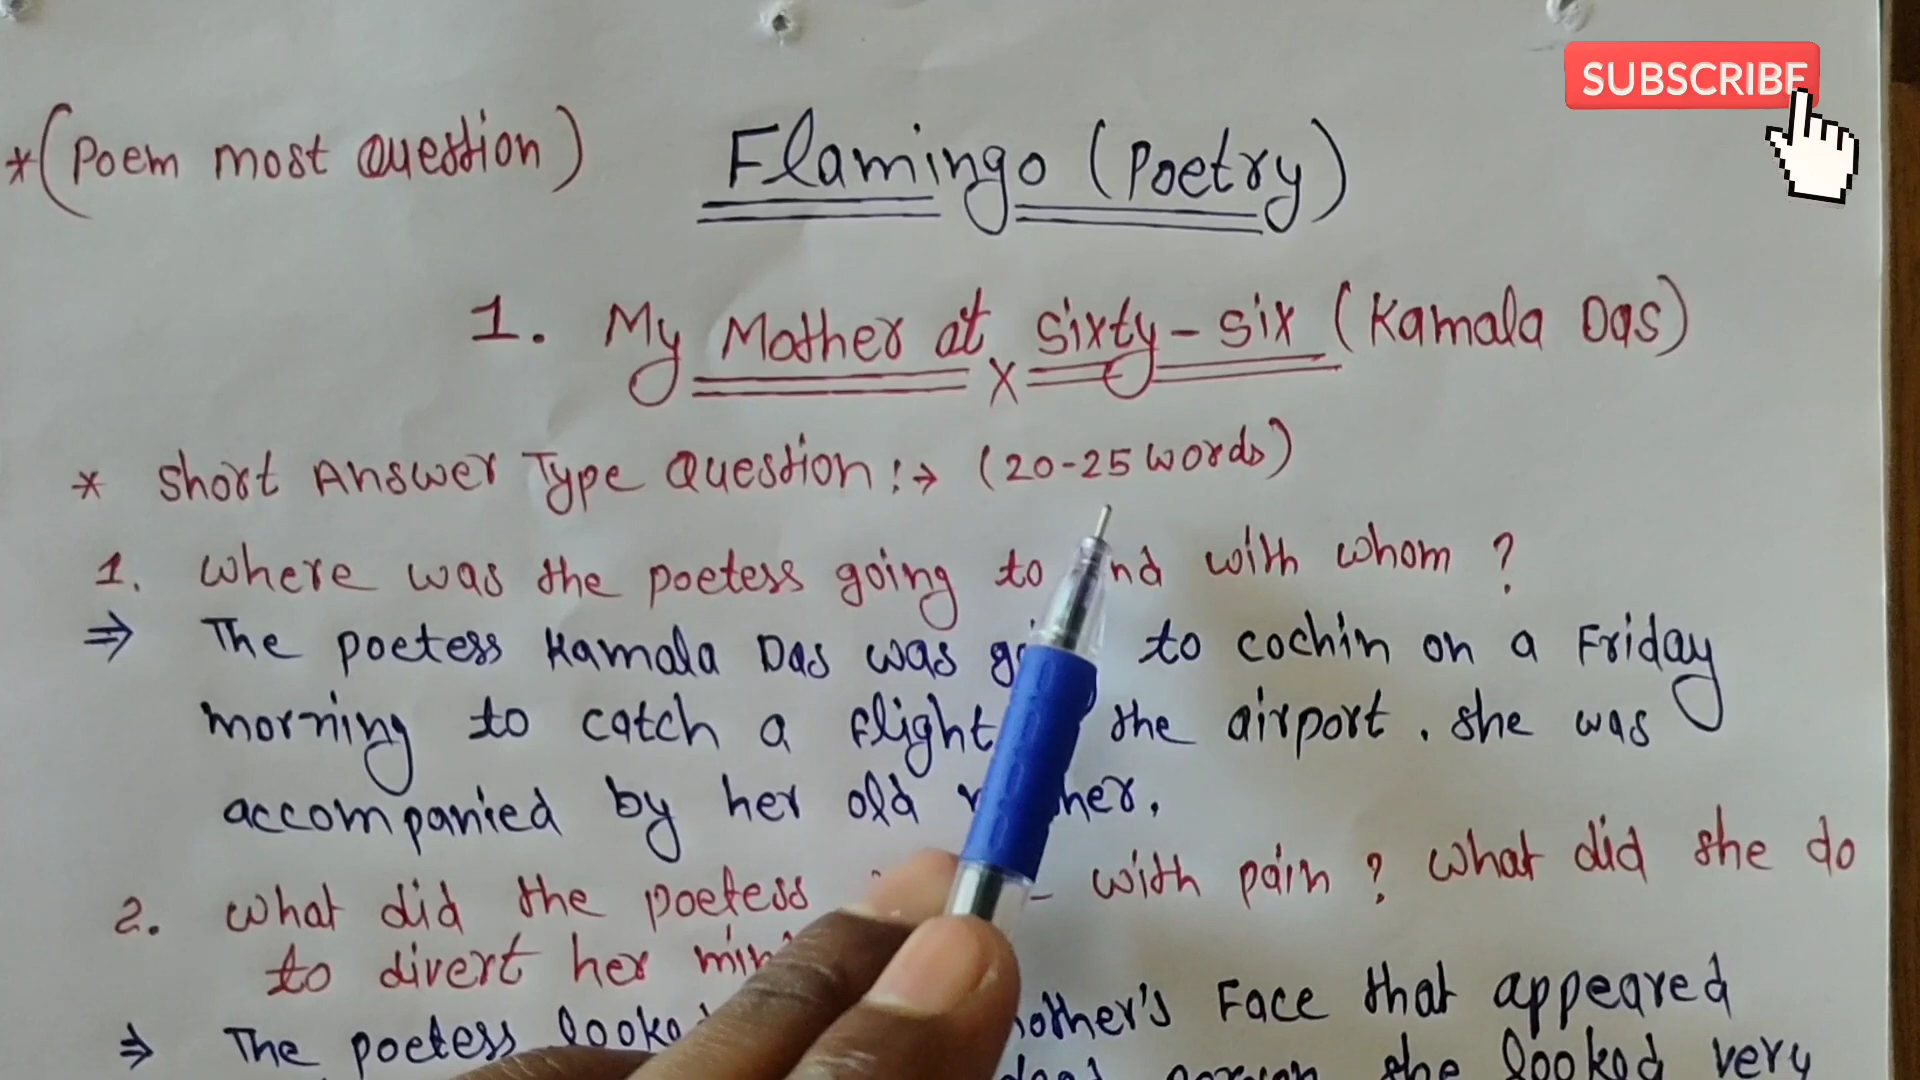 SUBSCRIBE
*(Poem most Question) Flamingo (Poetry)
1. My Mother at Sixty-Six (Kamala Das)
x
* Short Answer Type Question :→ (20-25 words)
1. Where was the poetess going to and with whom ?
⇒ The poetess Kamala Das was to cochin on a Friday
morning to catch a flight the airport. She was
accompanied by her old
2. What did the poetess with pain ? What did she do
to divert her
⇒ The poetess Face that appeared
she looked very